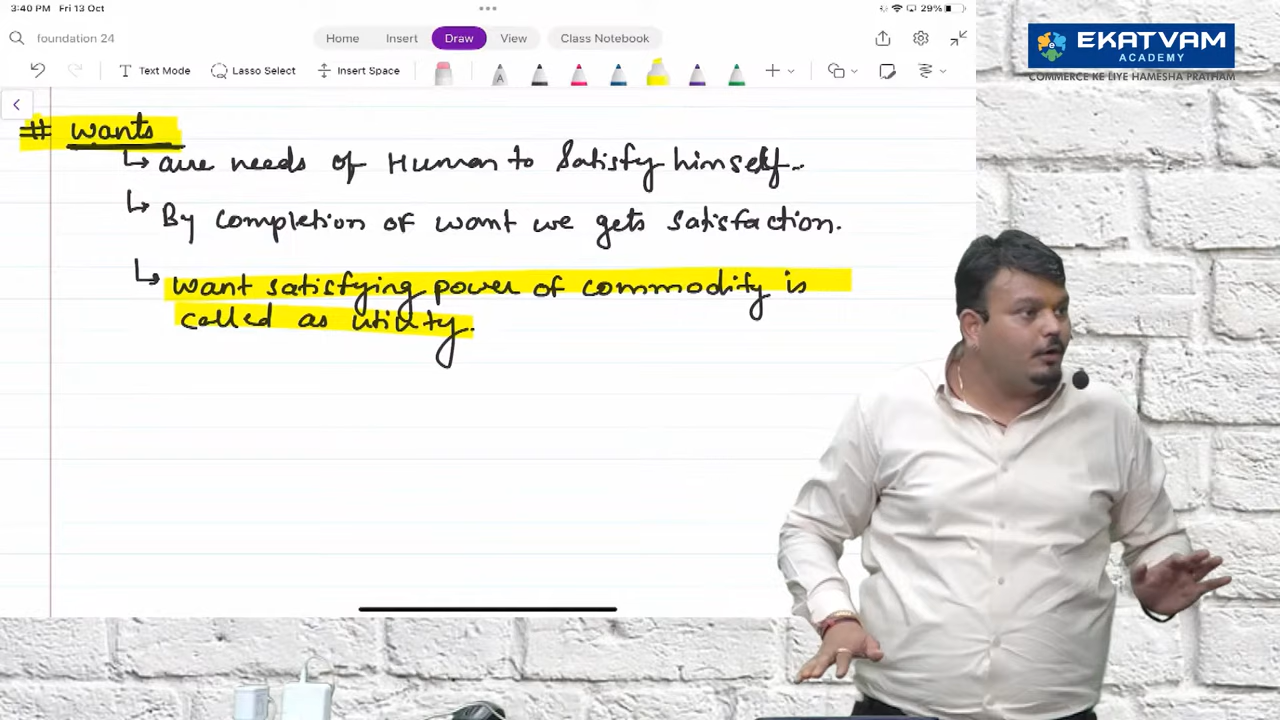 3:40 PM Fri 13 Oct
29%
foundation 24
Home Insert Draw View Class Notebook
Text Mode Lasso Select Insert Space
EKATVAM
ACADEMY
COMMERCE KE LIYE HAMESHA PRATHAM
# Wants
↳ are needs of Human to Satisfy himself.
↳ By completion of want we gets satisfaction.
↳ Want satisfying power of commodity is
called as utility.